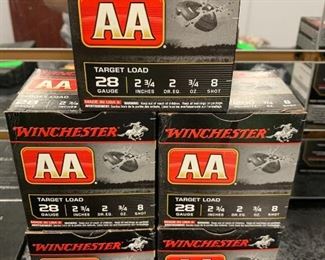 AA
TARGET LOAD
28 2 3/4 2 3/4 8
GAUGE INCHES DR.EQ. OZ. SHOT
MADE IN U.S.A.
WINCHESTER
AA
TARGET LOAD
28 2 3/4 2 3/4 8
GAUGE INCHES DR.EQ. OZ. SHOT
WINCHESTER
AA
TARGET LOAD
28 2 3/4 2 3/4 8
GAUGE INCHES DR.EQ. OZ. SHOT
WINCHESTER
WINCHESTER